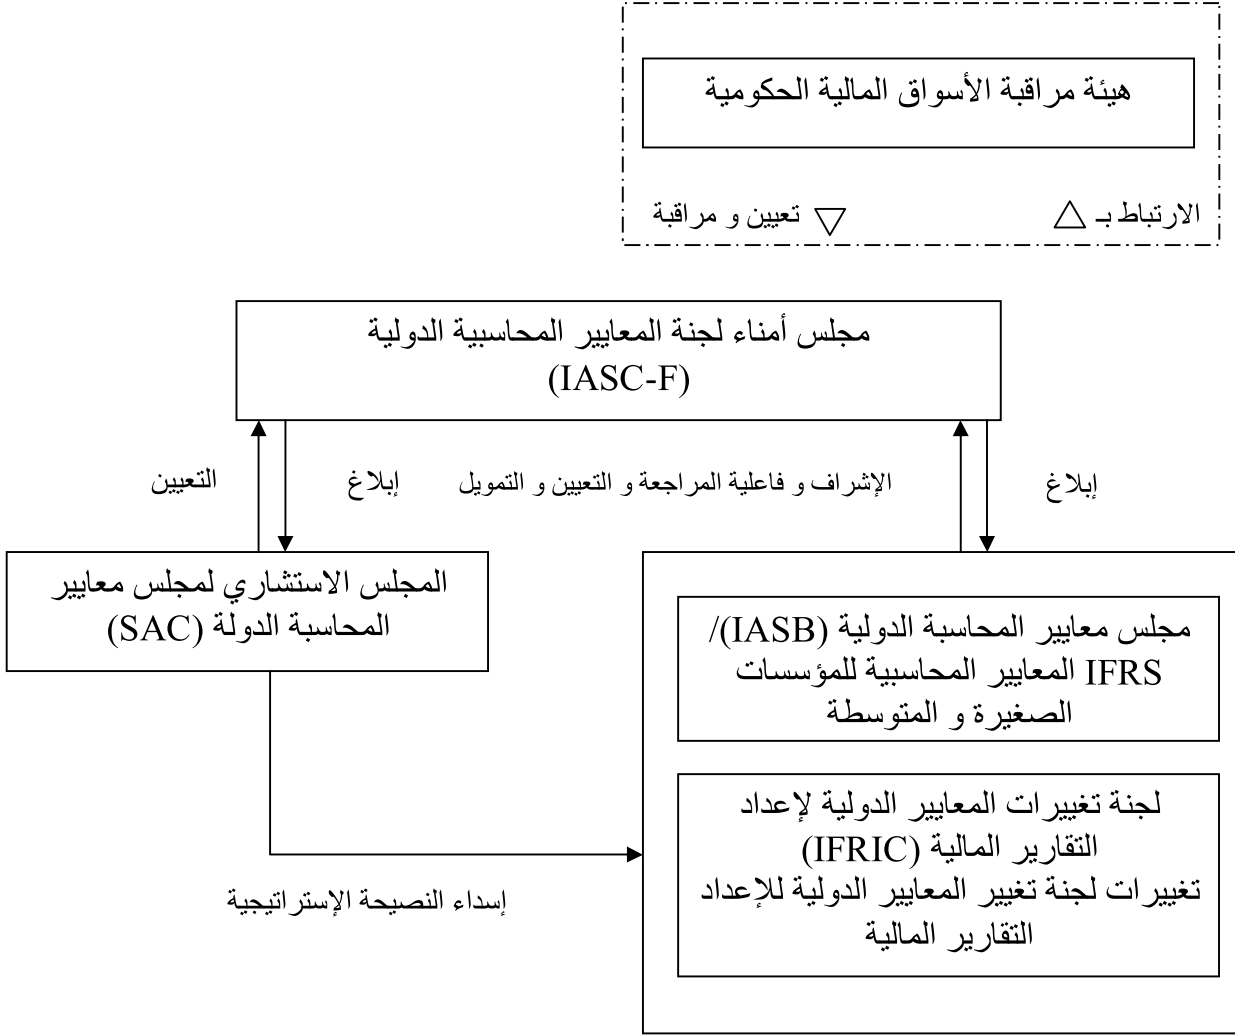 هيئة مراقبة الأسواق المالية الحكومية
الارتباط بـ △ تعيين و مراقبة ▽
مجلس أمناء لجنة المعايير المحاسبية الدولية
(IASC-F)
إبلاغ
الإشراف و فاعلية المراجعة و التعيين و التمويل
إبلاغ
التعيين
المجلس الاستشاري لمجلس معايير
المحاسبة الدولة (SAC)
مجلس معايير المحاسبة الدولية (IASB)/
IFRS المعايير المحاسبية للمؤسسات
الصغيرة و المتوسطة
لجنة تغييرات المعايير الدولية لإعداد
التقارير المالية (IFRIC)
تغييرات لجنة تغيير المعايير الدولية للإعداد
التقارير المالية
إسداء النصيحة الإستراتيجية